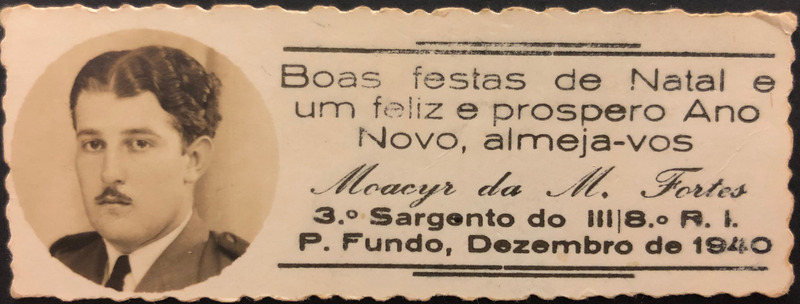 Boas festas de Natal e
um feliz e prospero Ano
Novo, almeja-vos
Moacyr da M. Fortes
3.º Sargento do III|8.º R. I.
P. Fundo, Dezembro de 1940